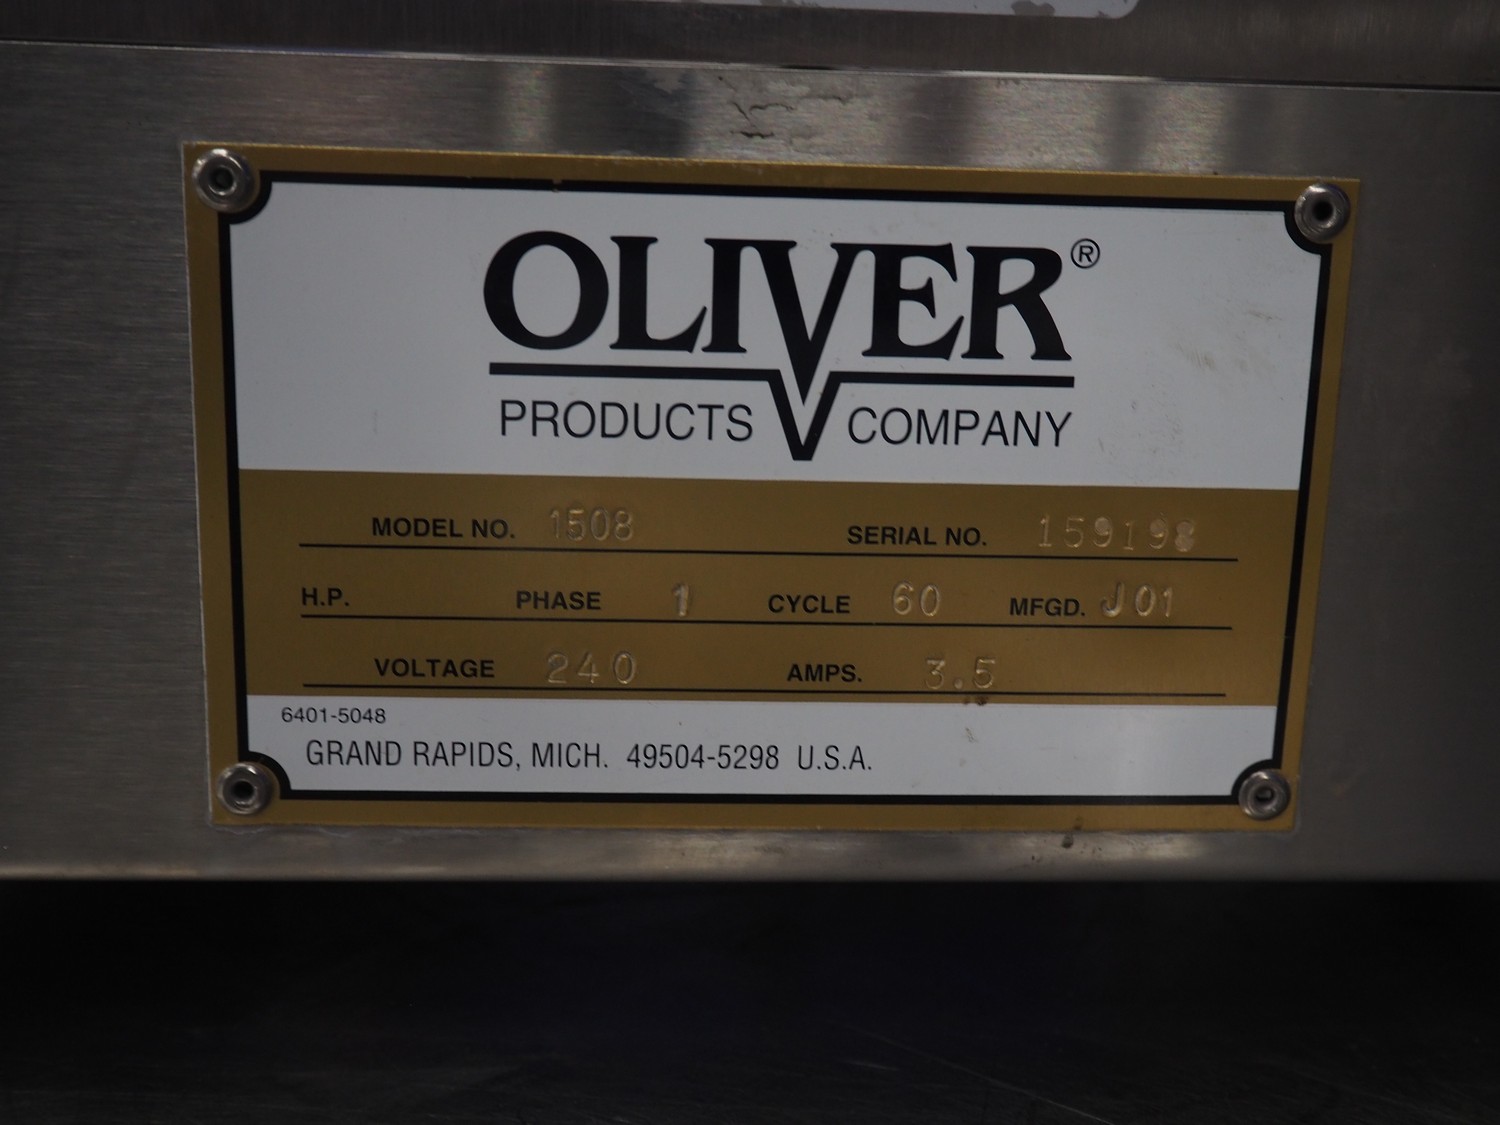 OLIVER®
PRODUCTS COMPANY
MODEL NO. 1508 SERIAL NO. 159198
H.P. PHASE 1 CYCLE 60 MFGD. J01
VOLTAGE 240 AMPS. 3.5
6401-5048
GRAND RAPIDS, MICH. 49504-5298 U.S.A.